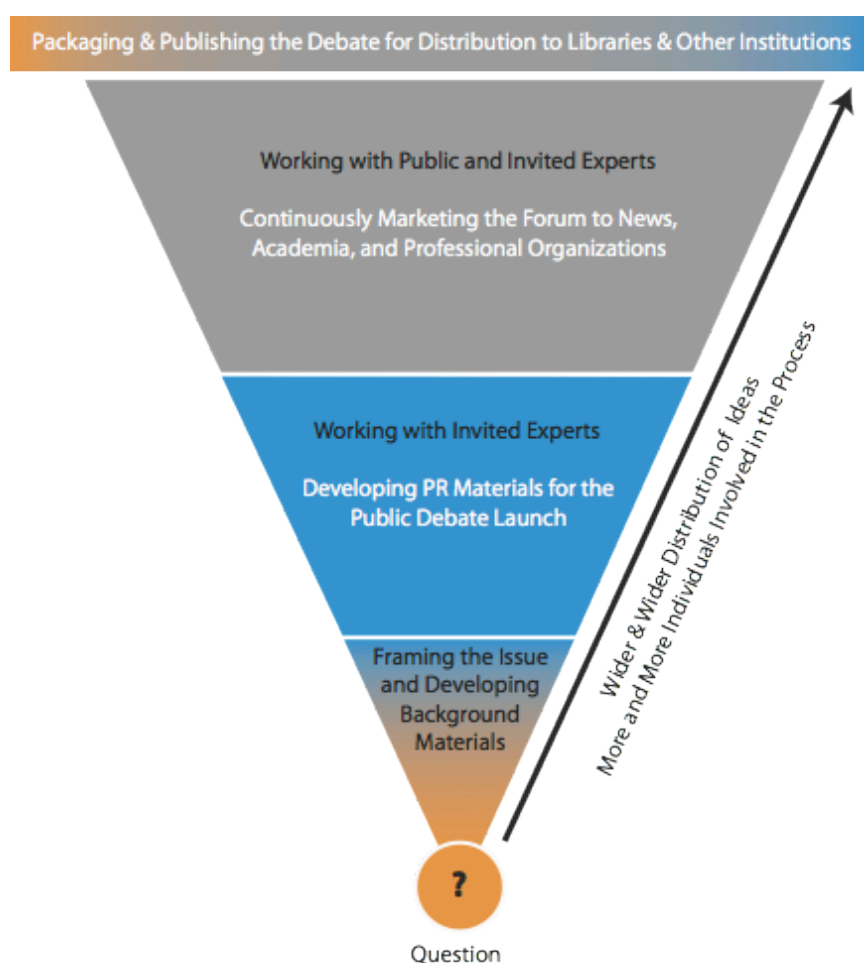 Packaging & Publishing the Debate for Distribution to Libraries & Other Institutions
Working with Public and Invited Experts
Continuously Marketing the Forum to News,
Academia, and Professional Organizations
Working with Invited Experts
Developing PR Materials for the
Public Debate Launch
Wider & Wider Distribution of Ideas
More and More Individuals Involved in the Process
Framing the Issue
and Developing
Background
Materials
?
Question